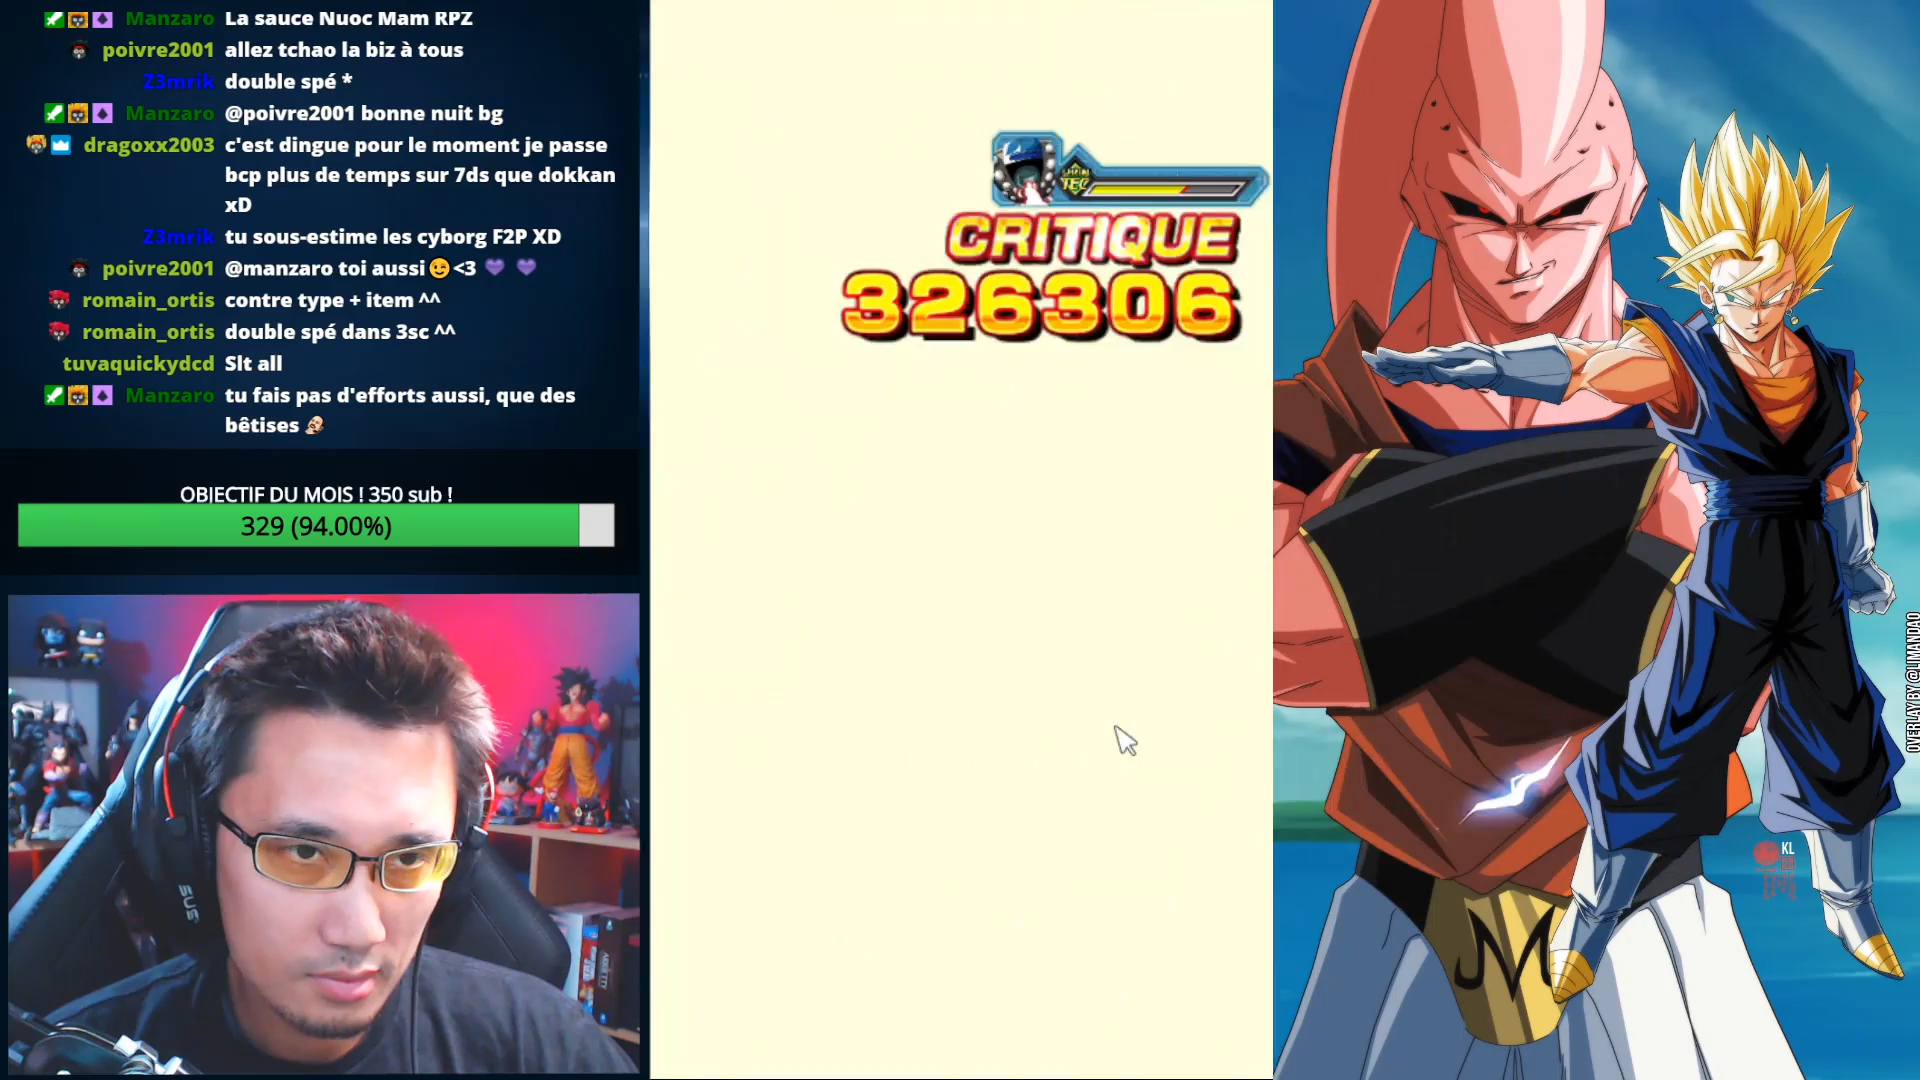 Manzaro La sauce Nuoc Mam RPZ
poivre2001 allez tchao la biz à tous
Z3mrik double spé *
Manzaro @poivre2001 bonne nuit bg
dragoxx2003 c'est dingue pour le moment je passe
bcp plus de temps sur 7ds que dokkan
xD
Z3mrik tu sous-estime les cyborg F2P XD
poivre2001 @manzaro toi aussi😉<3 💜 💜
romain_ortis contre type + item ^^
romain_ortis double spé dans 3sc ^^
tuvaquickydcd Slt all
Manzaro tu fais pas d'efforts aussi, que des
bêtises
OBJECTIF DU MOIS ! 350 sub !
329 (94.00%)
TEC
CRITIQUE
326306
OVERLAY BY @LIMANDAO
KL
M